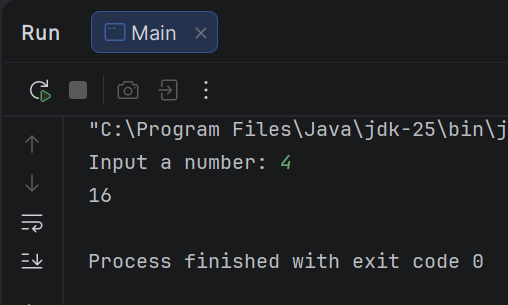 Run
Main
"C:\Program Files\Java\jdk-25\bin\j
Input a number: 4
16
Process finished with exit code 0